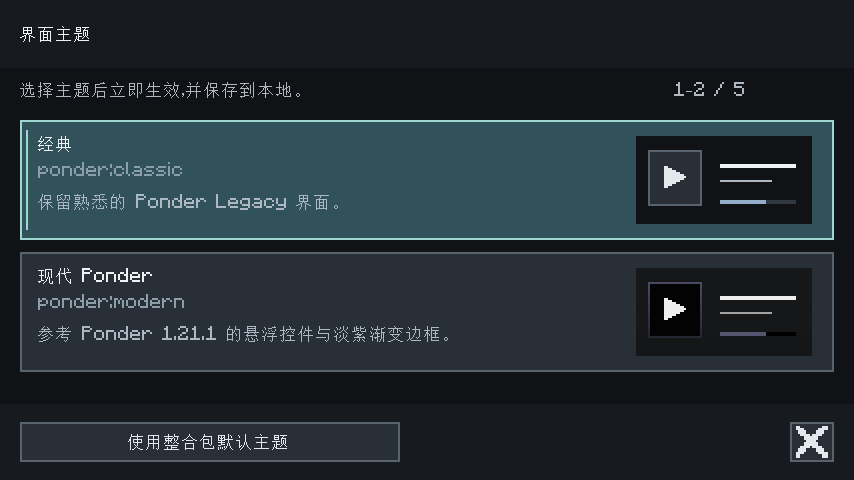 界面主题
选择主题后立即生效,并保存到本地。
1-2 / 5
经典
ponder:classic
保留熟悉的 Ponder Legacy 界面。
现代 Ponder
ponder:modern
参考 Ponder 1.21.1 的悬浮控件与淡紫渐变边框。
使用整合包默认主题